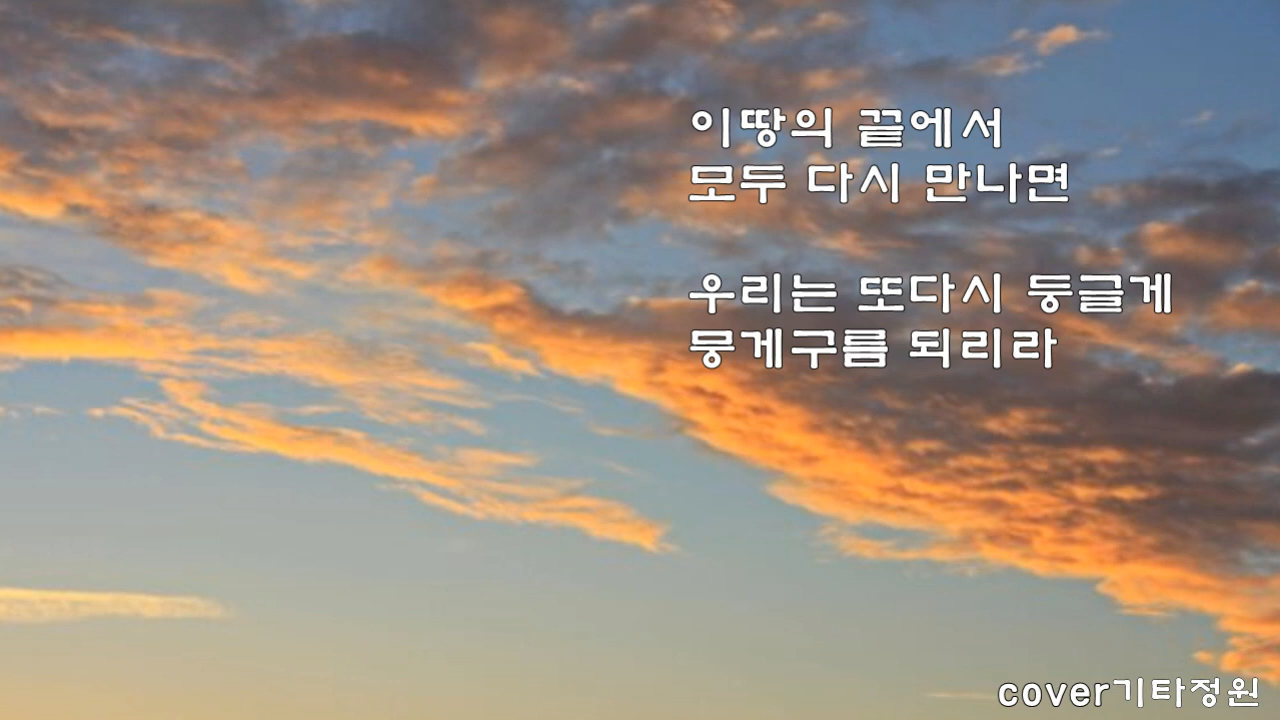 이땅의 끝에서
모두 다시 만나면
우리는 또다시 둥글게
뭉게구름 되리라
cover기타정원